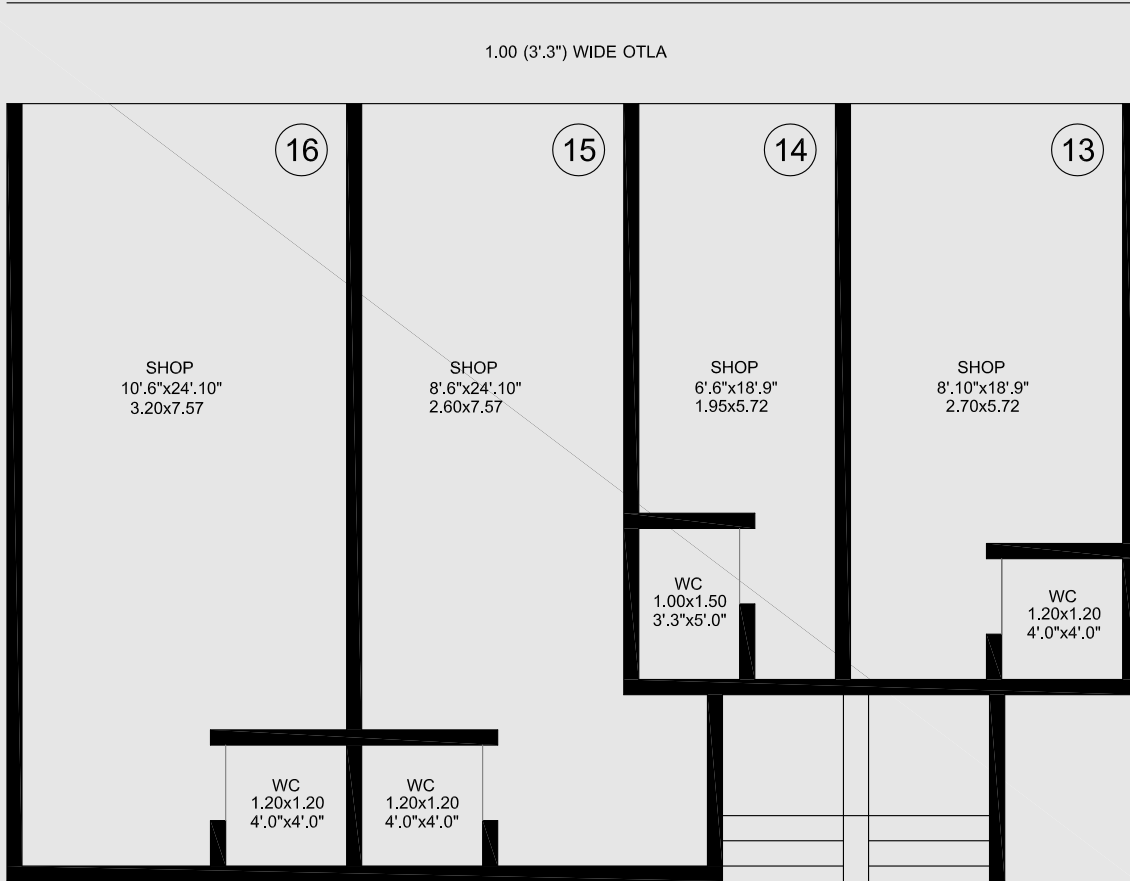 1.00 (3'.3") WIDE OTLA
16
15
14
13
SHOP
10'.6"x24'.10"
3.20x7.57
SHOP
8'.6"x24'.10"
2.60x7.57
SHOP
6'.6"x18'.9"
1.95x5.72
SHOP
8'.10"x18'.9"
2.70x5.72
WC
1.00x1.50
3'.3"x5'.0"
WC
1.20x1.20
4'.0"x4'.0"
WC
1.20x1.20
4'.0"x4'.0"
WC
1.20x1.20
4'.0"x4'.0"